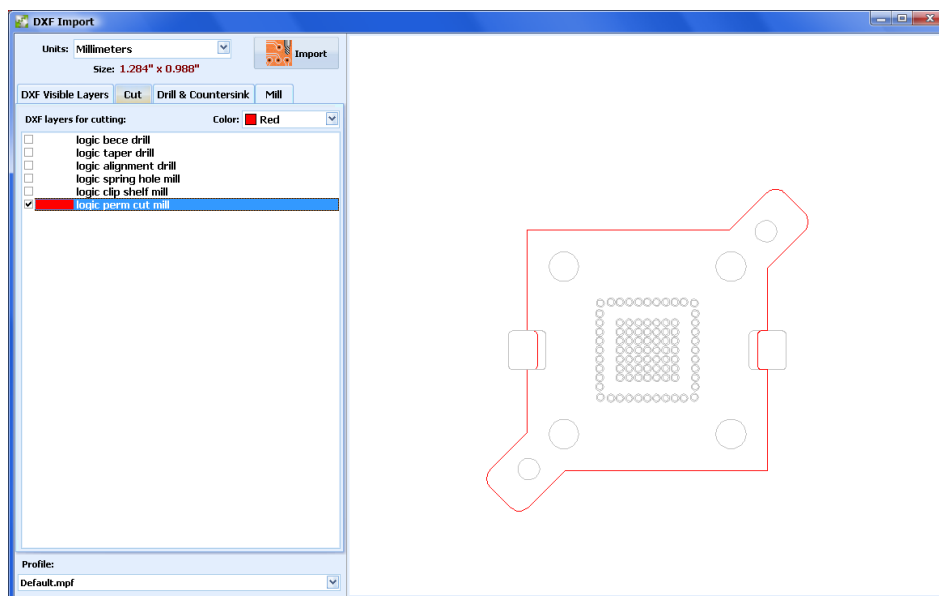 DXF Import
Units: Millimeters
Import
Size: 1.284" x 0.988"
DXF Visible Layers Cut Drill & Countersink Mill
DXF layers for cutting: Color: Red
logic bece drill
logic taper drill
logic alignment drill
logic spring hole mill
logic clip shelf mill
logic perm cut mill
Profile:
Default.mpf